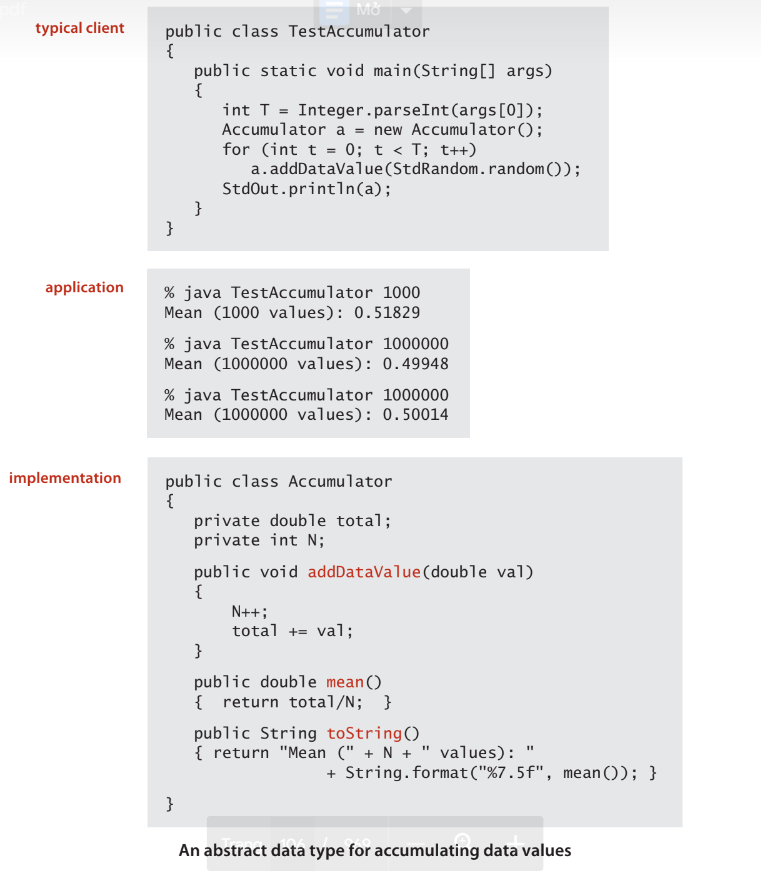 pdf
Mở
typical client
public class TestAccumulator
{
public static void main(String[] args)
{
int T = Integer.parseInt(args[0]);
Accumulator a = new Accumulator();
for (int t = 0; t < T; t++)
a.addDataValue(StdRandom.random());
StdOut.println(a);
}
}
application
% java TestAccumulator 1000
Mean (1000 values): 0.51829
% java TestAccumulator 1000000
Mean (1000000 values): 0.49948
% java TestAccumulator 1000000
Mean (1000000 values): 0.50014
implementation
public class Accumulator
{
private double total;
private int N;
public void addDataValue(double val)
{
N++;
total += val;
}
public double mean()
{ return total/N; }
public String toString()
{ return "Mean (" + N + " values): "
+ String.format("%7.5f", mean()); }
}
An abstract data type for accumulating data values